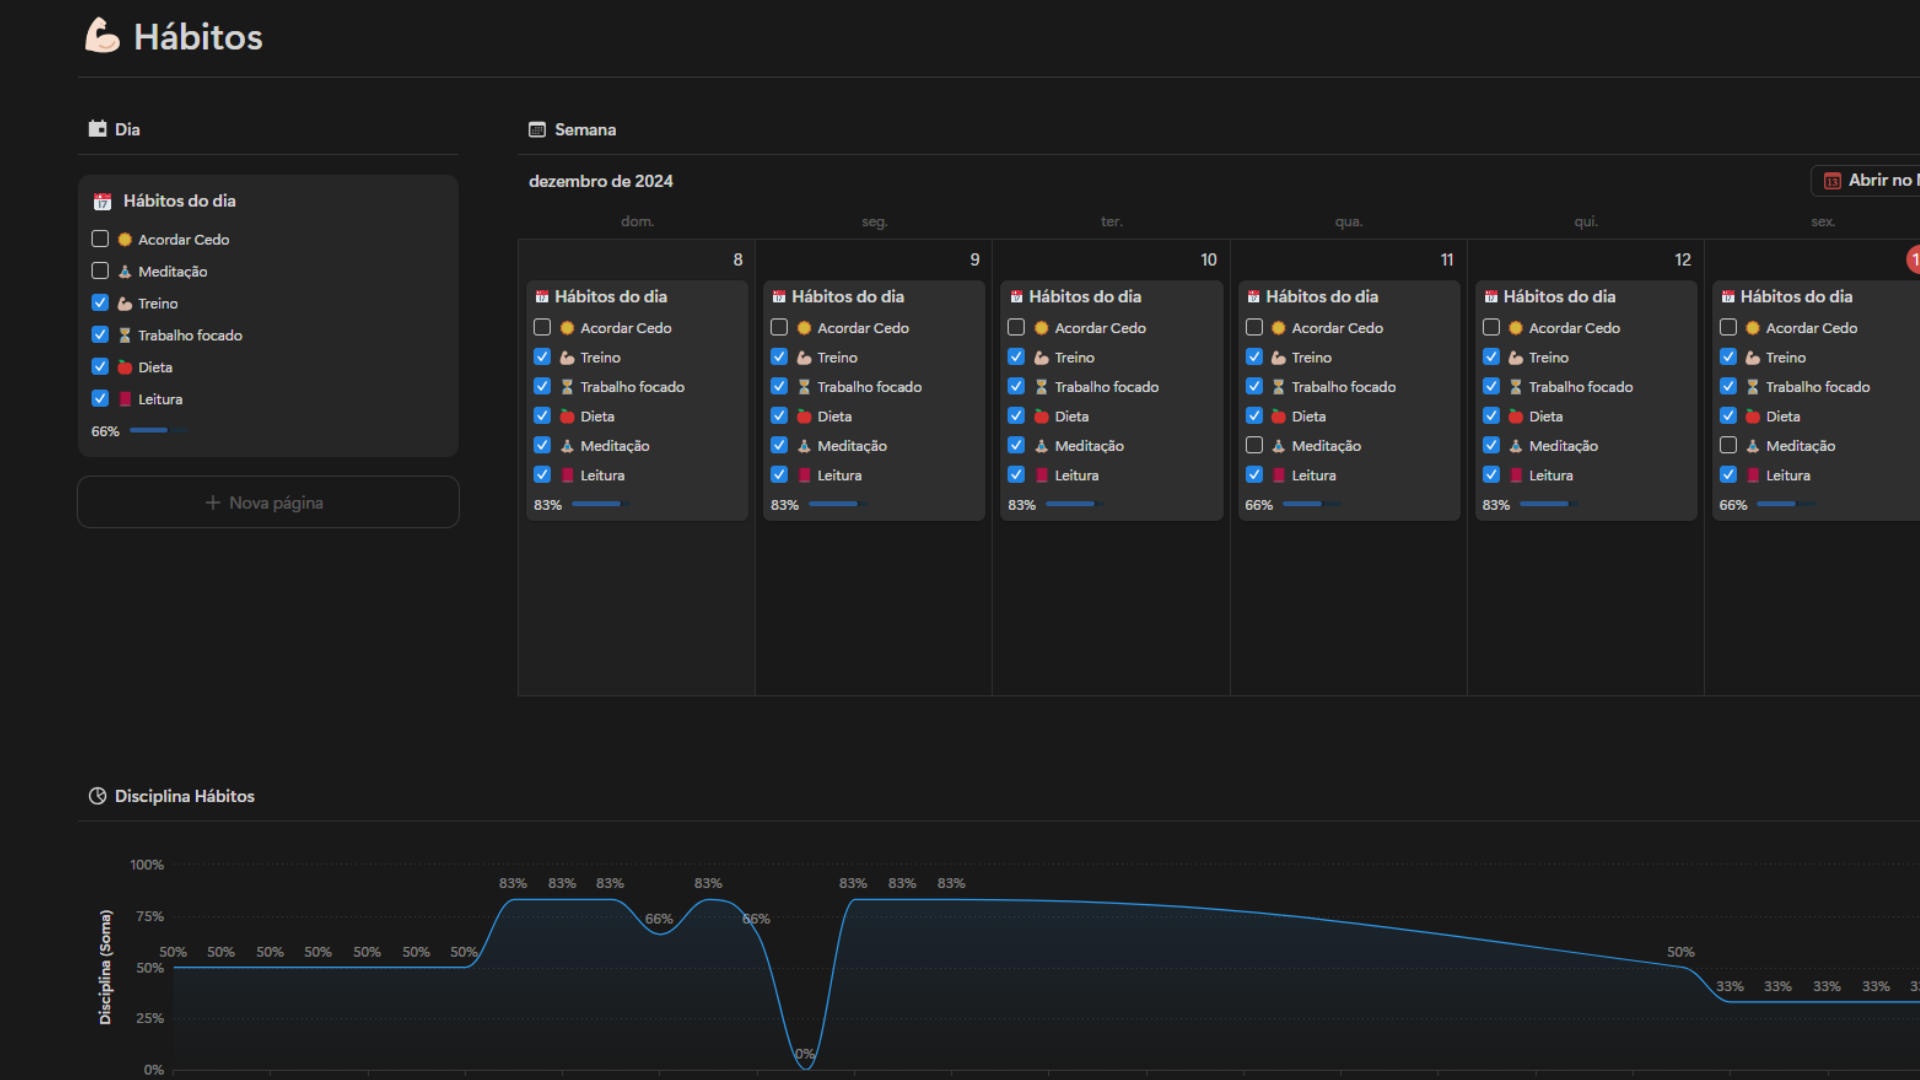 Hábitos
Dia
Hábitos do dia
Acordar Cedo
Meditação
Treino
Trabalho focado
Dieta
Leitura
66%
+ Nova página
Semana
dezembro de 2024
13 Abrir no
dom. seg. ter. qua. qui. sex.
8 9 10 11 12
Hábitos do dia Hábitos do dia Hábitos do dia Hábitos do dia Hábitos do dia Hábitos do dia
Acordar Cedo Acordar Cedo Acordar Cedo Acordar Cedo Acordar Cedo Acordar Cedo
Treino Treino Treino Treino Treino Treino
Trabalho focado Trabalho focado Trabalho focado Trabalho focado Trabalho focado Trabalho focado
Dieta Dieta Dieta Dieta Dieta Dieta
Meditação Meditação Meditação Meditação Meditação Meditação
Leitura Leitura Leitura Leitura Leitura Leitura
83% 83% 83% 66% 83% 66%
Disciplina Hábitos
Disciplina (Soma)
100%
75%
50%
25%
0%
50% 50% 50% 50% 50% 50% 50% 83% 83% 83% 66% 83% 66% 0% 83% 83% 83% 50% 33% 33% 33% 33%